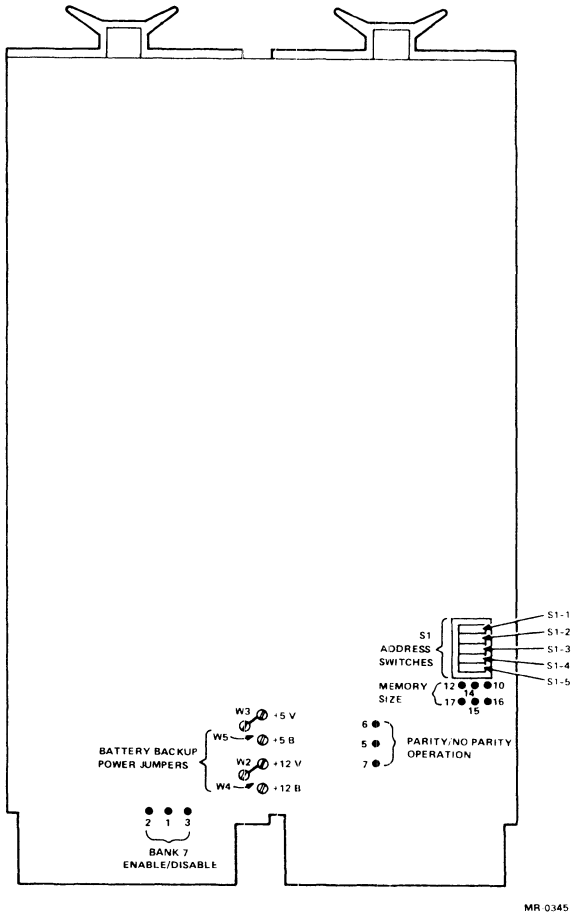 S1-1
S1-2
S1-3
S1-4
S1-5
S1
ADDRESS
SWITCHES
MEMORY
SIZE
12 10
14
17 16
15
W3 +5 V
W5 +5 B
W2 +12 V
W4 +12 B
BATTERY BACKUP
POWER JUMPERS
6
5
7
PARITY/NO PARITY
OPERATION
2 1 3
BANK 7
ENABLE/DISABLE
MR-0345